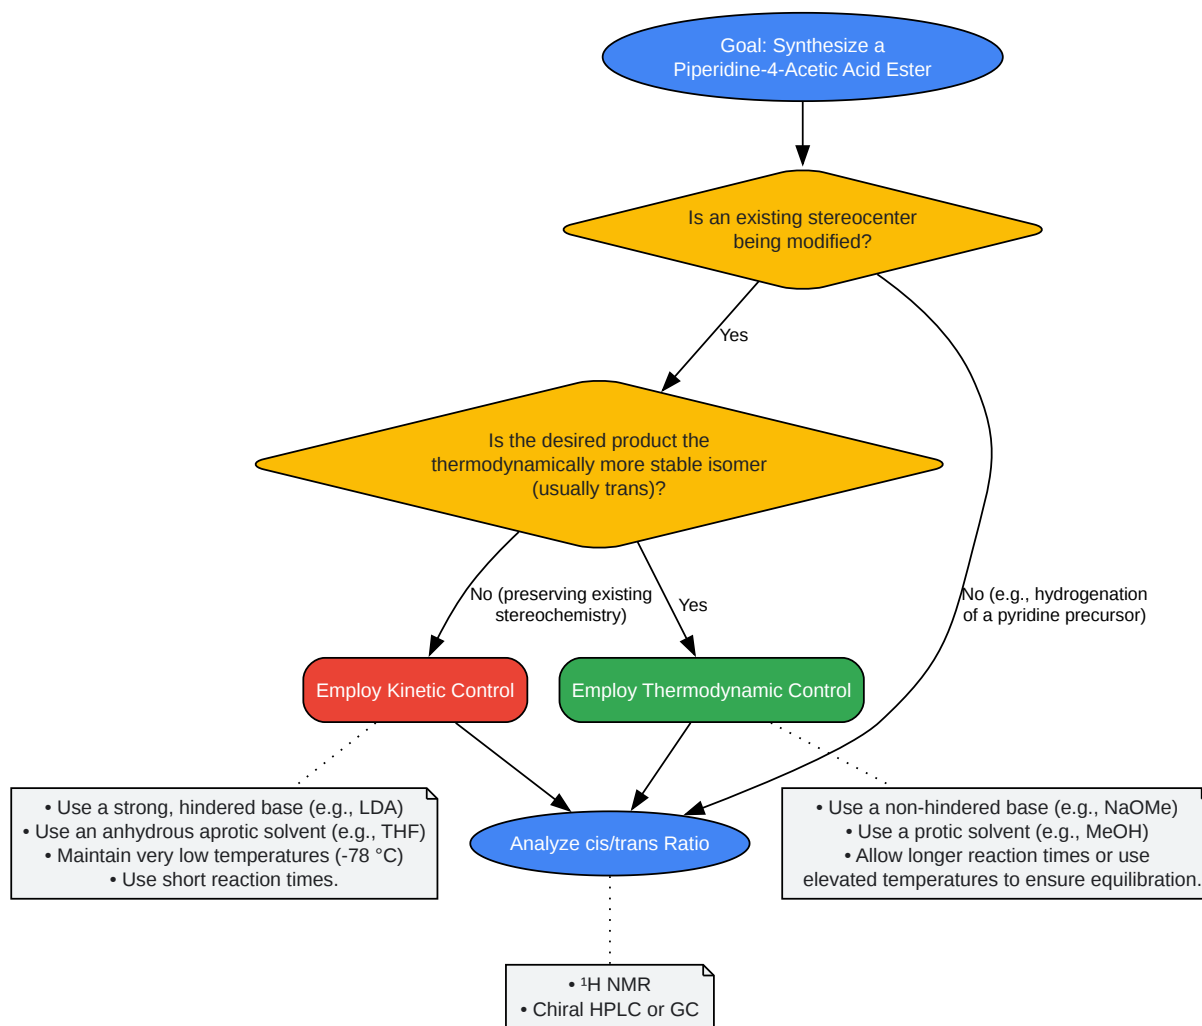 Goal: Synthesize a
Piperidine-4-Acetic Acid Ester
Is an existing stereocenter
being modified?
Yes
Is the desired product the
thermodynamically more stable isomer
(usually trans)?
No (preserving existing
stereochemistry)
Yes
No (e.g., hydrogenation
of a pyridine precursor)
Employ Kinetic Control
Employ Thermodynamic Control
• Use a strong, hindered base (e.g., LDA)
• Use an anhydrous aprotic solvent (e.g., THF)
• Maintain very low temperatures (-78 °C)
• Use short reaction times.
Analyze cis/trans Ratio
• Use a non-hindered base (e.g., NaOMe)
• Use a protic solvent (e.g., MeOH)
• Allow longer reaction times or use
elevated temperatures to ensure equilibration.
• ¹H NMR
• Chiral HPLC or GC